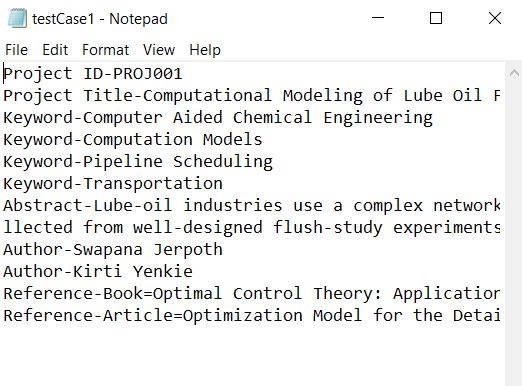 testCase1 - Notepad
File Edit Format View Help
Project ID-PROJ001
Project Title-Computational Modeling of Lube Oil F
Keyword-Computer Aided Chemical Engineering
Keyword-Computation Models
Keyword-Pipeline Scheduling
Keyword-Transportation
Abstract-Lube-oil industries use a complex network
llected from well-designed flush-study experiments
Author-Swapana Jerpoth
Author-Kirti Yenkie
Reference-Book=Optimal Control Theory: Application
Reference-Article=Optimization Model for the Detai